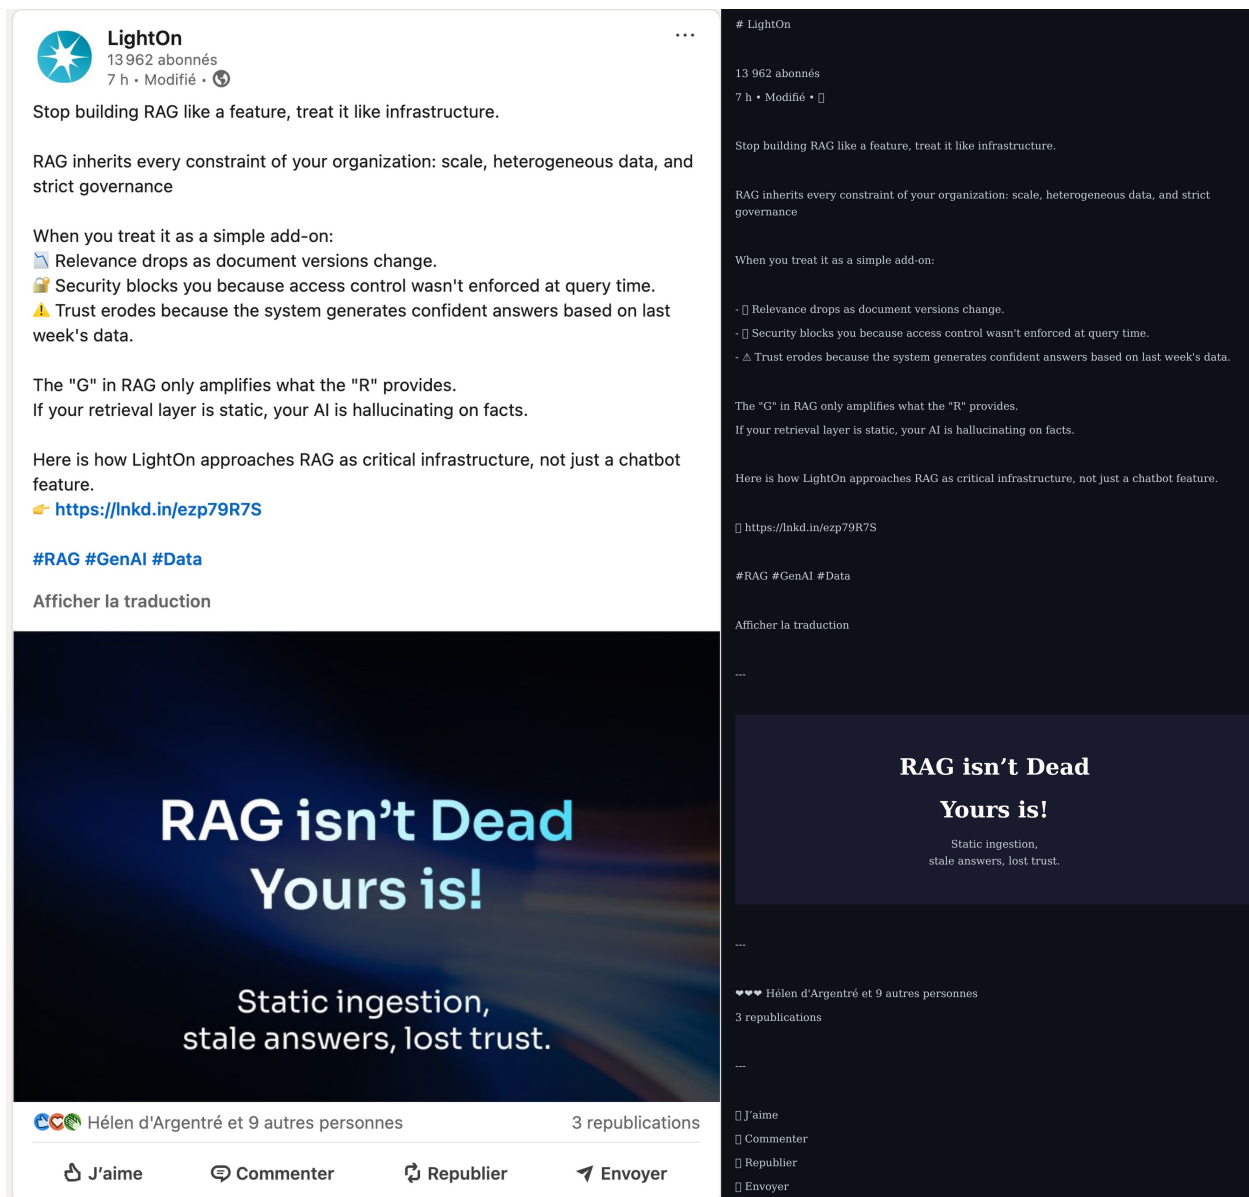 LightOn
13 962 abonnés
7 h • Modifié •
Stop building RAG like a feature, treat it like infrastructure.
RAG inherits every constraint of your organization: scale, heterogeneous data, and
strict governance
When you treat it as a simple add-on:
📉 Relevance drops as document versions change.
🔐 Security blocks you because access control wasn't enforced at query time.
⚠️ Trust erodes because the system generates confident answers based on last
week's data.
The "G" in RAG only amplifies what the "R" provides.
If your retrieval layer is static, your AI is hallucinating on facts.
Here is how LightOn approaches RAG as critical infrastructure, not just a chatbot
feature.
👉 https://lnkd.in/ezp79R7S
#RAG #GenAI #Data
Afficher la traduction
RAG isn't Dead
Yours is!
Static ingestion,
stale answers, lost trust.
Hélen d'Argentré et 9 autres personnes 3 republications
J'aime Commenter Republier Envoyer
# LightOn
13 962 abonnés
7 h • Modifié • ▯
Stop building RAG like a feature, treat it like infrastructure.
RAG inherits every constraint of your organization: scale, heterogeneous data, and strict
governance
When you treat it as a simple add-on:
- ▯ Relevance drops as document versions change.
- ▯ Security blocks you because access control wasn't enforced at query time.
- ⚠ Trust erodes because the system generates confident answers based on last week's data.
The "G" in RAG only amplifies what the "R" provides.
If your retrieval layer is static, your AI is hallucinating on facts.
Here is how LightOn approaches RAG as critical infrastructure, not just a chatbot feature.
▯ https://lnkd.in/ezp79R7S
#RAG #GenAI #Data
Afficher la traduction
---
RAG isn’t Dead
Yours is!
Static ingestion,
stale answers, lost trust.
---
❤❤❤ Hélen d'Argentré et 9 autres personnes
3 republications
---
▯ J’aime
▯ Commenter
▯ Republier
▯ Envoyer